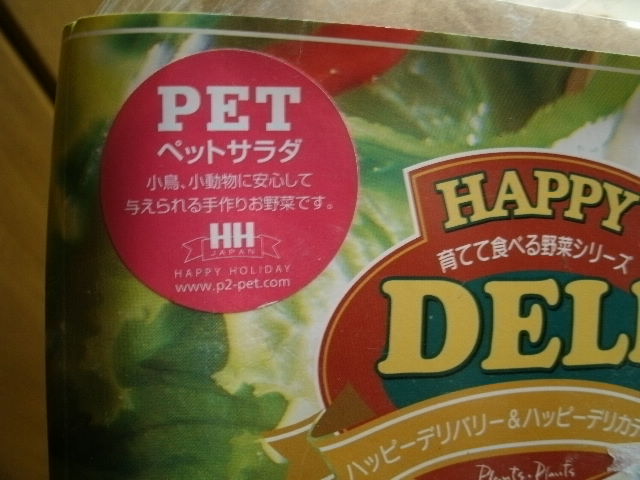 PET
ペットサラダ
小鳥、小動物に安心して
与えられる手作りお野菜です。
HH
JAPAN
HAPPY HOLIDAY
www.p2-pet.com
HAPPY
育てて食べる野菜シリーズ
DELI
ハッピーデリバリー&ハッピーデリカテ
Plants・Plants